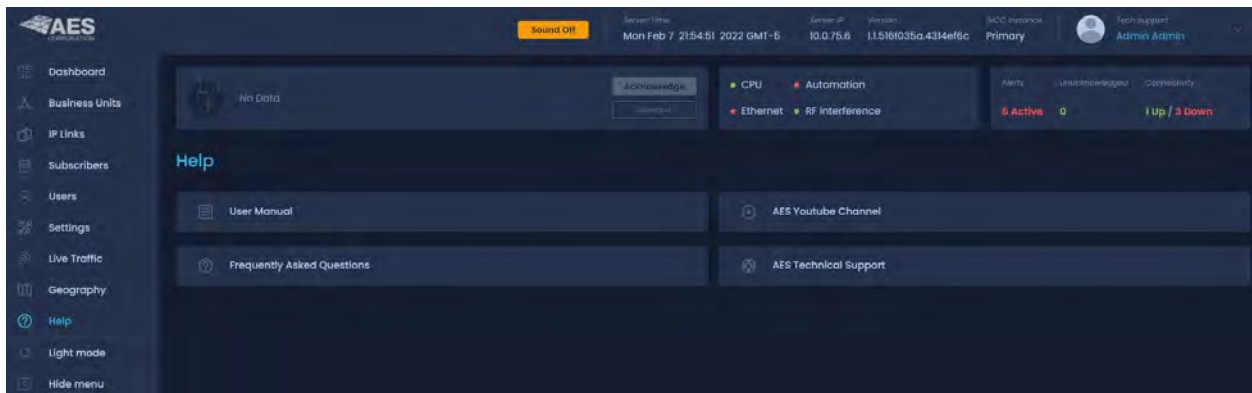 AES
CORPORATION
Sound Off
Server Time
Mon Feb 7 21:54:51 2022 GMT-5
Server IP
10.0.75.6
Version
1.1.516f035a.4314ef6c
NCC Instance
Primary
Tech support
Admin Admin
Dashboard
Business Units
IP Links
Subscribers
Users
Settings
Live Traffic
Geography
Help
Light mode
Hide menu
No Data
Acknowledge
CPU
Automation
Ethernet
RF Interference
Alerts
Unacknowledged
Connectivity
5 Active
0
1 Up / 3 Down
Help
User Manual
AES Youtube Channel
Frequently Asked Questions
AES Technical Support